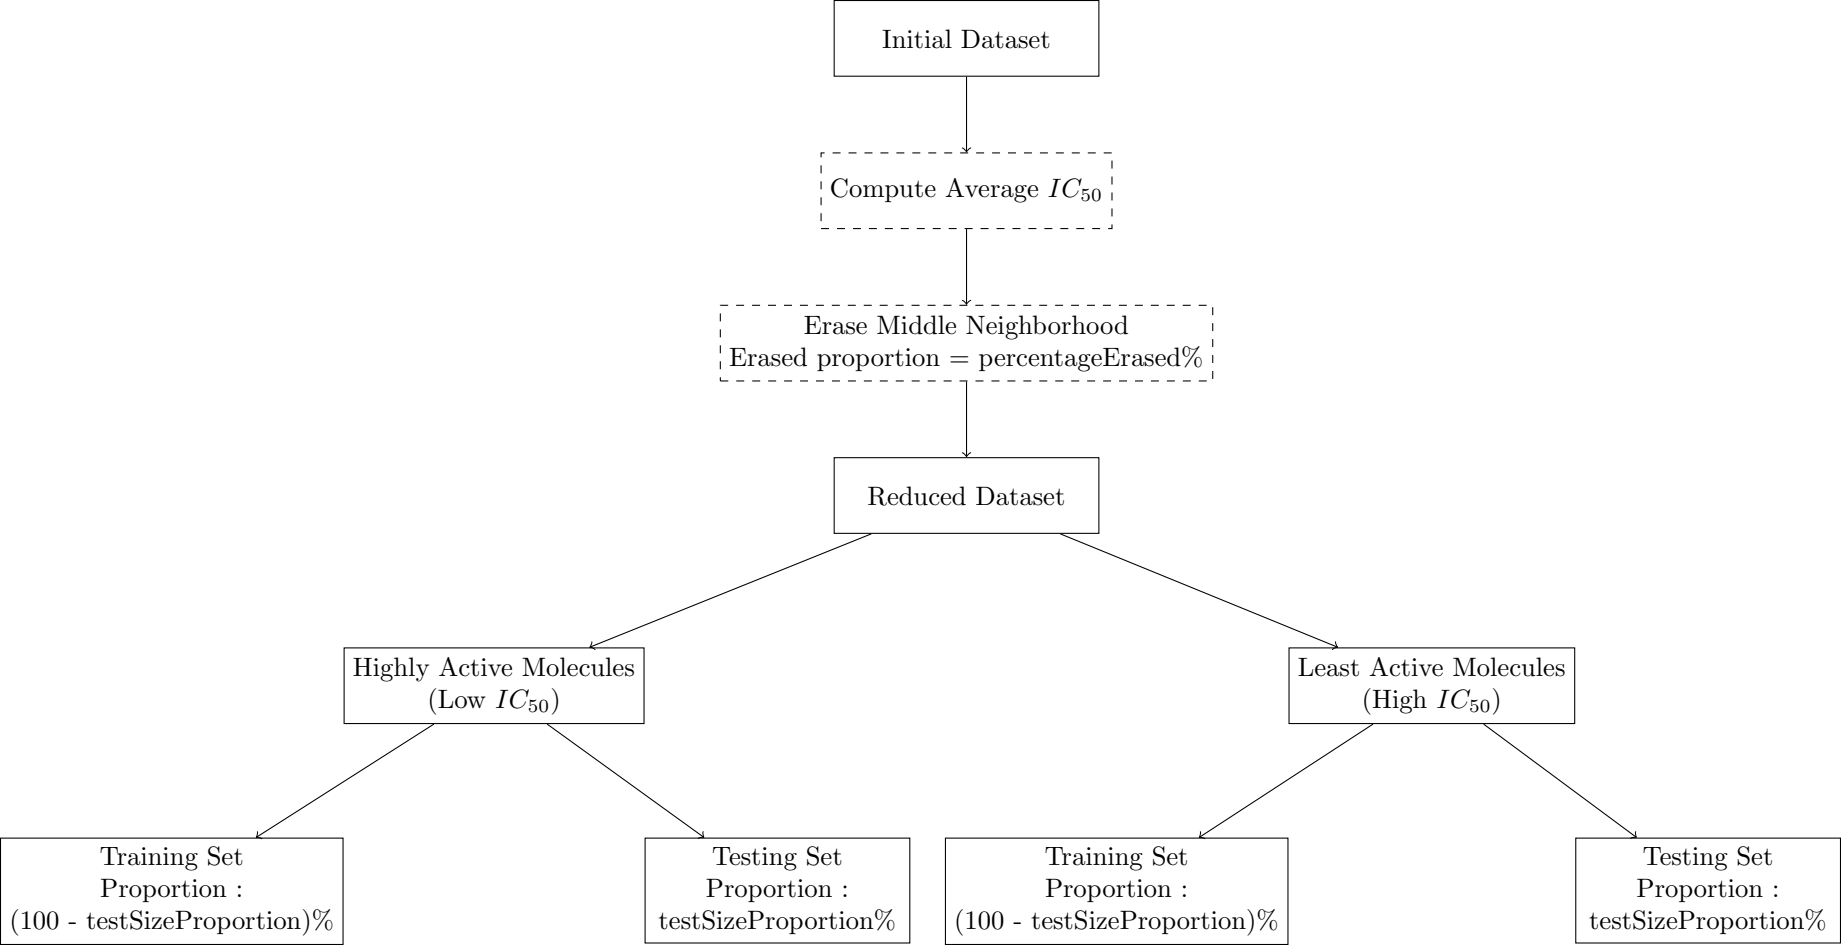 Initial Dataset
Compute Average IC₅₀
Erase Middle Neighborhood
Erased proportion = percentageErased%
Reduced Dataset
Highly Active Molecules
(Low IC₅₀)
Least Active Molecules
(High IC₅₀)
Training Set
Proportion :
(100 - testSizeProportion)%
Testing Set
Proportion :
testSizeProportion%
Training Set
Proportion :
(100 - testSizeProportion)%
Testing Set
Proportion :
testSizeProportion%